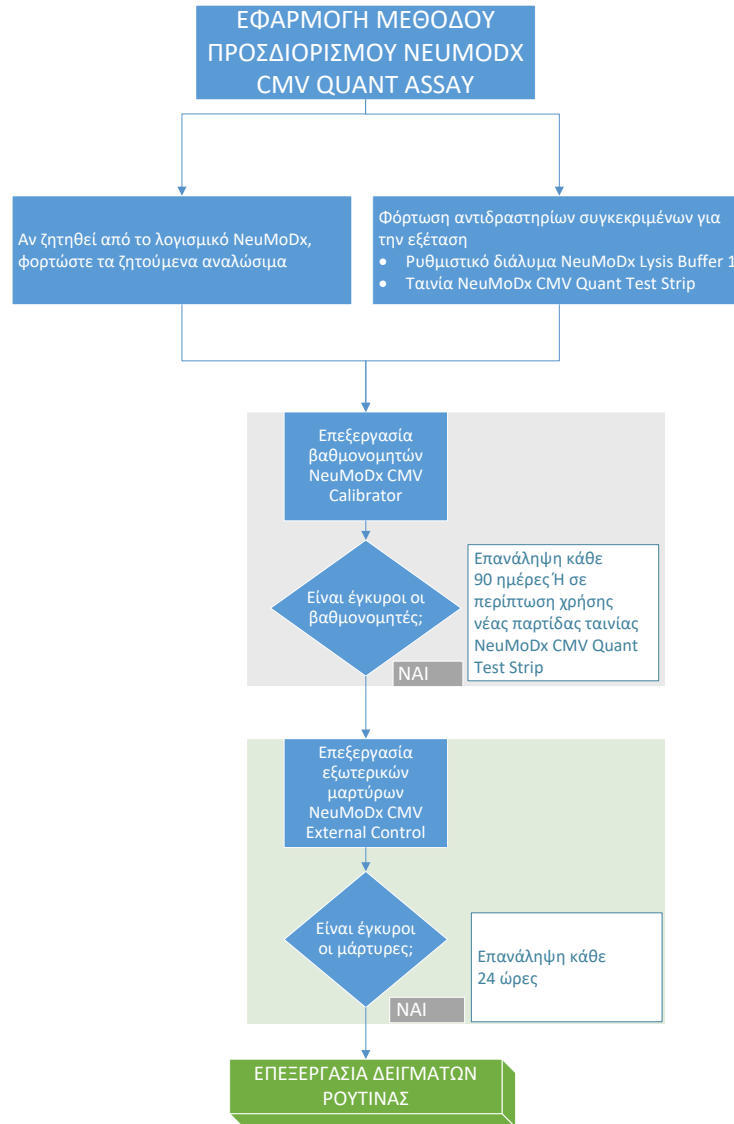 ΕΦΑΡΜΟΓΗ ΜΕΘΟΔΟΥ
ΠΡΟΣΔΙΟΡΙΣΜΟΥ NEUMODX
CMV QUANT ASSAY
Αν ζητηθεί από το λογισμικό NeuMoDx,
φορτώστε τα ζητούμενα αναλώσιμα
Φόρτωση αντιδραστηρίων συγκεκριμένων για
την εξέταση
• Ρυθμιστικό διάλυμα NeuMoDx Lysis Buffer 1
• Ταινία NeuMoDx CMV Quant Test Strip
Επεξεργασία
βαθμονομητών
NeuMoDx CMV
Calibrator
Είναι έγκυροι οι
βαθμονομητές;
Επανάληψη κάθε
90 ημέρες Ή σε
περίπτωση χρήσης
νέας παρτίδας ταινίας
NeuMoDx CMV Quant
Test Strip
ΝΑΙ
Επεξεργασία
εξωτερικών
μαρτύρων
NeuMoDx CMV
External Control
Είναι έγκυροι
οι μάρτυρες;
Επανάληψη κάθε
24 ώρες
ΝΑΙ
ΕΠΕΞΕΡΓΑΣΙΑ ΔΕΙΓΜΑΤΩΝ
ΡΟΥΤΙΝΑΣ